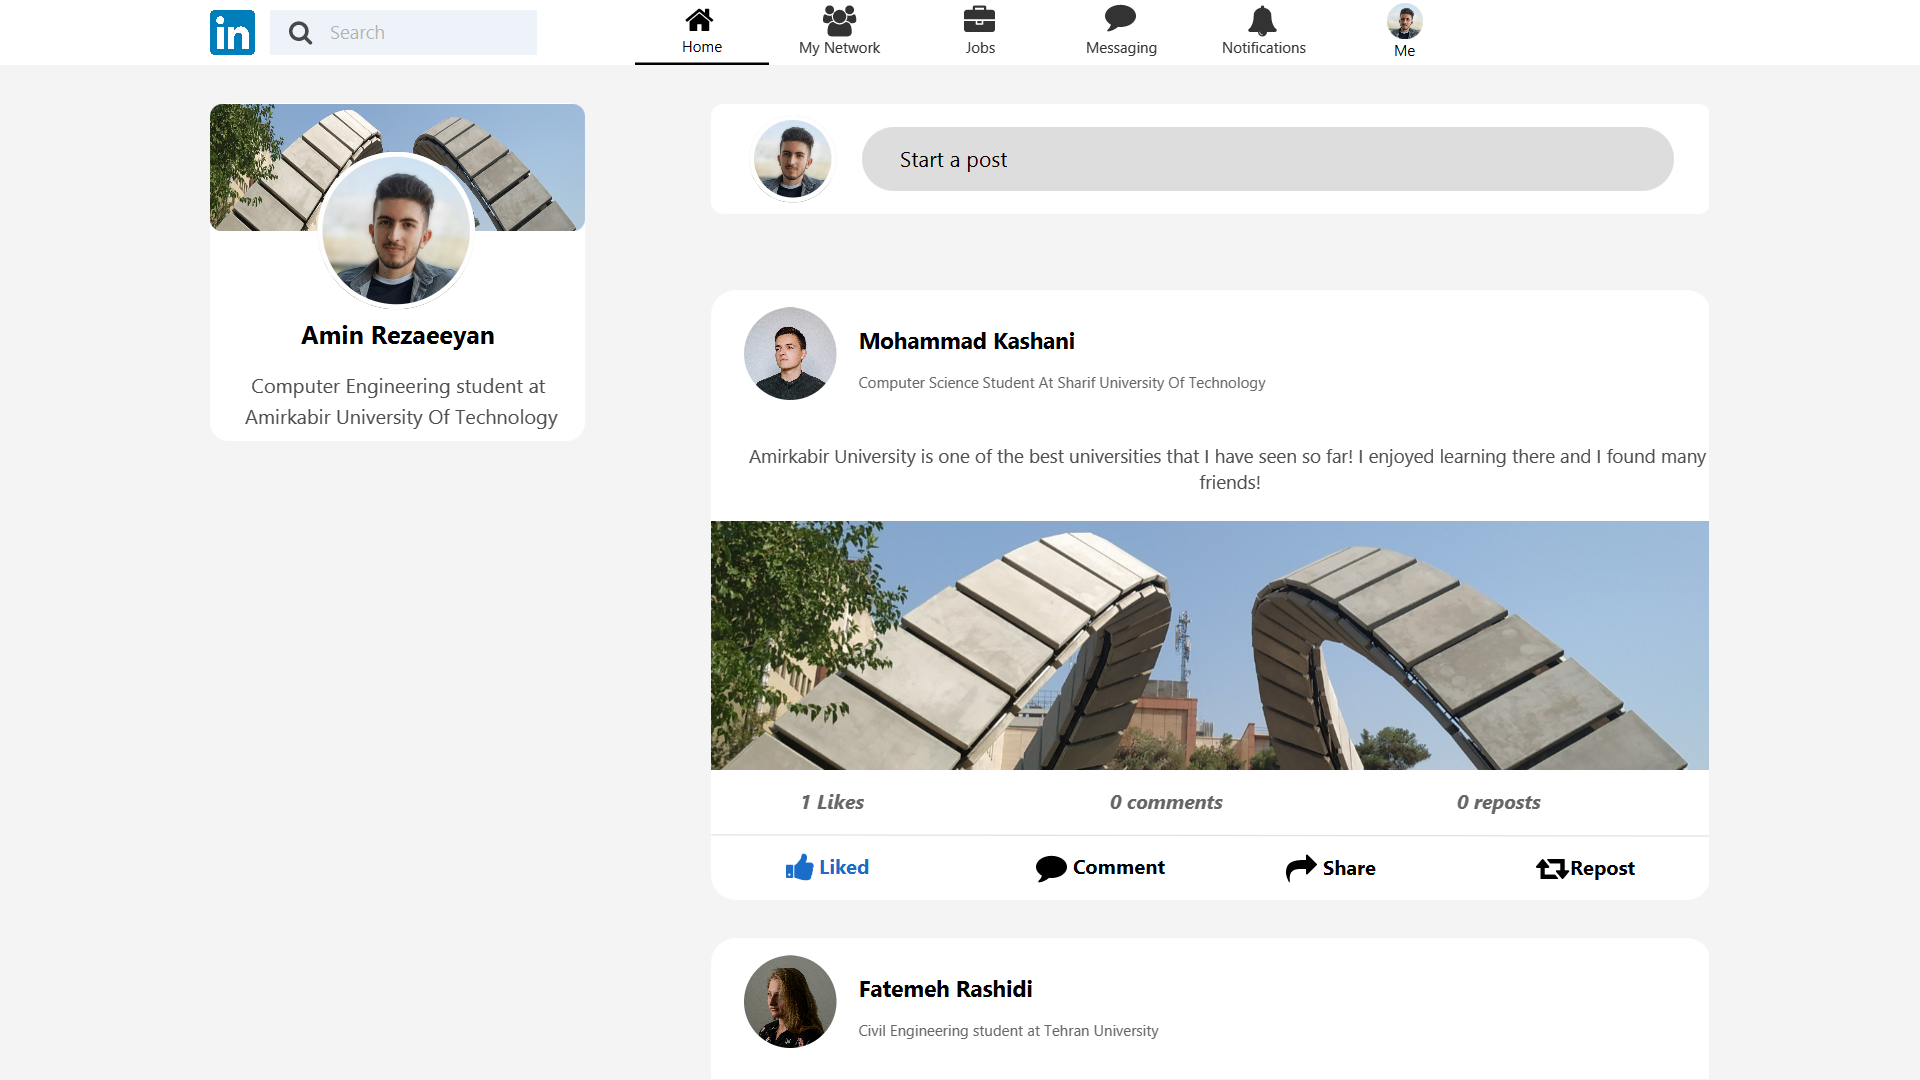 in
Search
Home
My Network
Jobs
Messaging
Notifications
Me
Amin Rezaeeyan
Computer Engineering student at
Amirkabir University Of Technology
Start a post
Mohammad Kashani
Computer Science Student At Sharif University Of Technology
Amirkabir University is one of the best universities that I have seen so far! I enjoyed learning there and I found many
friends!
1 Likes
0 comments
0 reposts
Liked
Comment
Share
Repost
Fatemeh Rashidi
Civil Engineering student at Tehran University